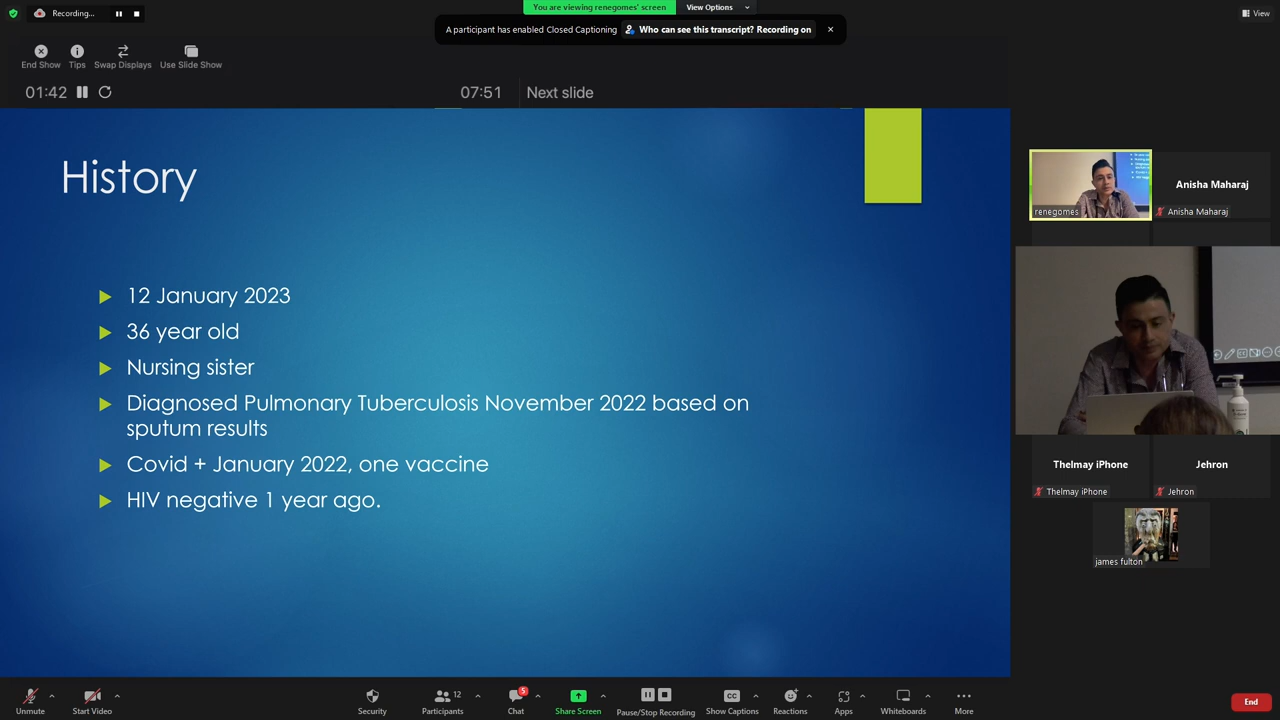 Recording...
You are viewing renegomes' screen
View Options
View
A participant has enabled Closed Captioning
Who can see this transcript? Recording on
End Show
Tips
Swap Displays
Use Slide Show
01:42
07:51
Next slide
History
12 January 2023
36 year old
Nursing sister
Diagnosed Pulmonary Tuberculosis November 2022 based on
sputum results
Covid + January 2022, one vaccine
HIV negative 1 year ago.
renegomes
Anisha Maharaj
Anisha Maharaj
Thelmay iPhone
Thelmay iPhone
Jehron
Jehron
james fulton
Unmute
Start Video
Security
Participants
12
Chat
5
Share Screen
Pause/Stop Recording
CC
Show Captions
Reactions
Apps
Whiteboards
More
End